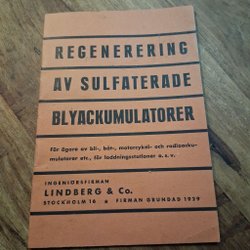 REGENERERING
AV SULFATERADE
BLYACKUMULATORER
för ägare av bil-, båt-, motorcykel- och radioacku-
mulatorer etc., för laddningsstationer o. s. v.
INGENIÖRSFIRMAN
LINDBERG & Co.
STOCKHOLM 16 FIRMAN GRUNDAD 1929